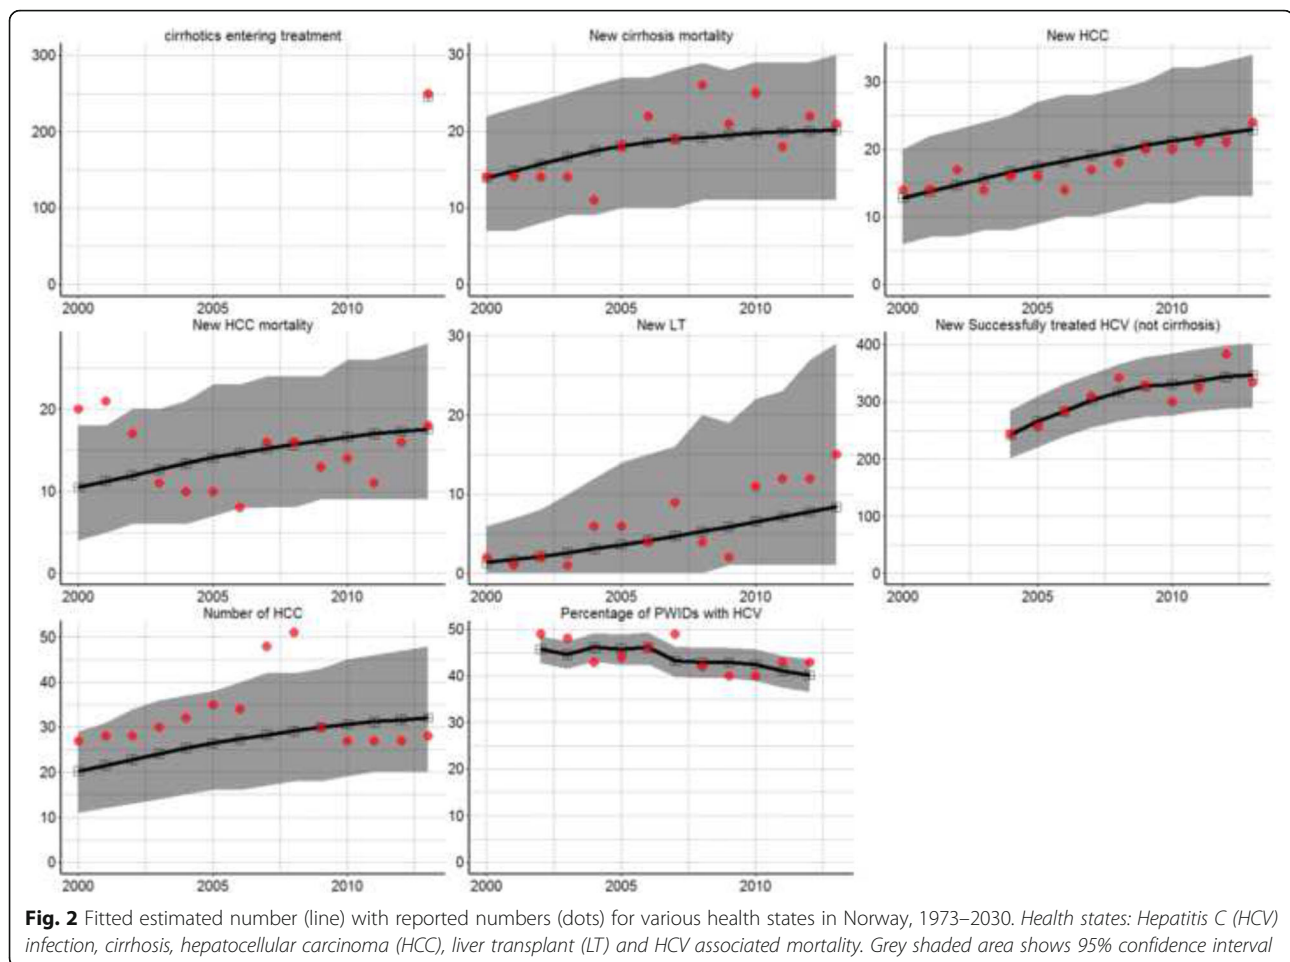 cirrhotics entering treatment
300
200
100
0
2000 2005 2010
New cirrhosis mortality
30
20
10
0
2000 2005 2010
New HCC
30
20
10
0
2000 2005 2010
New HCC mortality
20
10
0
2000 2005 2010
New LT
30
20
10
0
2000 2005 2010
New Successfully treated HCV (not cirrhosis)
400
300
200
100
0
2000 2005 2010
Number of HCC
50
40
30
20
10
0
2000 2005 2010
Percentage of PWIDs with HCV
50
40
30
20
10
0
2000 2005 2010
Fig. 2 Fitted estimated number (line) with reported numbers (dots) for various health states in Norway, 1973–2030. Health states: Hepatitis C (HCV)
infection, cirrhosis, hepatocellular carcinoma (HCC), liver transplant (LT) and HCV associated mortality. Grey shaded area shows 95% confidence interval